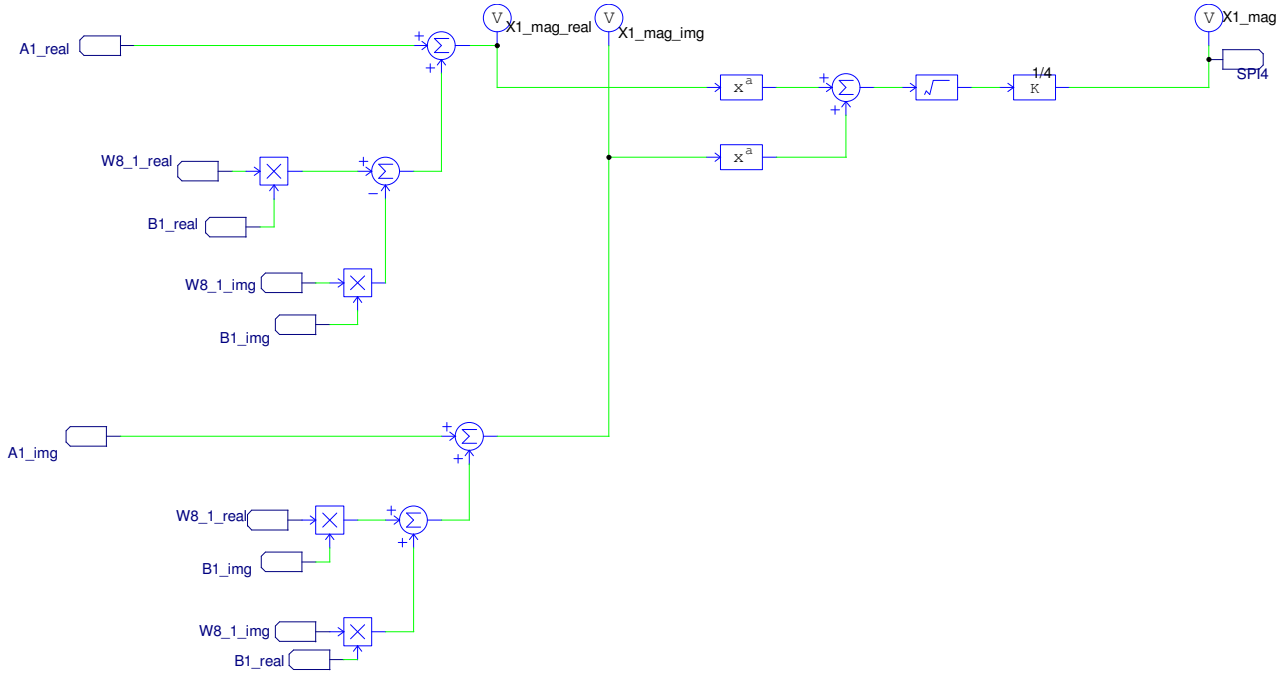 V
X1_mag_real
V
X1_mag_img
V
X1_mag
A1_real
+
Σ
+
SPI4
x^a
+
Σ
+
√
1/4
K
x^a
W8_1_real
×
+
Σ
−
B1_real
W8_1_img
×
B1_img
A1_img
+
Σ
+
W8_1_real
×
+
Σ
+
B1_img
W8_1_img
×
B1_real